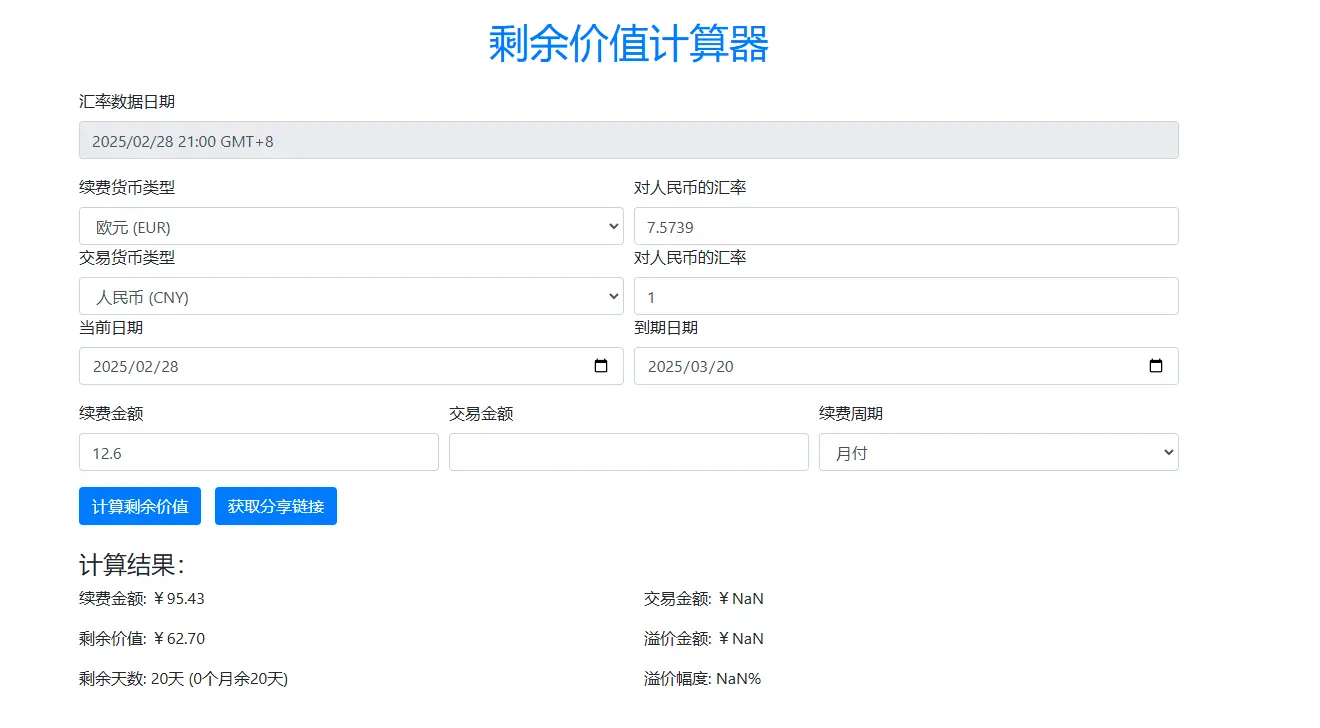 剩余价值计算器
汇率数据日期
2025/02/28 21:00 GMT+8
续费货币类型 对人民币的汇率
欧元 (EUR) 7.5739
交易货币类型 对人民币的汇率
人民币 (CNY) 1
当前日期 到期日期
2025/02/28 2025/03/20
续费金额 交易金额 续费周期
12.6 月付
计算剩余价值 获取分享链接
计算结果：
续费金额: ￥95.43 交易金额: ￥NaN
剩余价值: ￥62.70 溢价金额: ￥NaN
剩余天数: 20天 (0个月余20天) 溢价幅度: NaN%